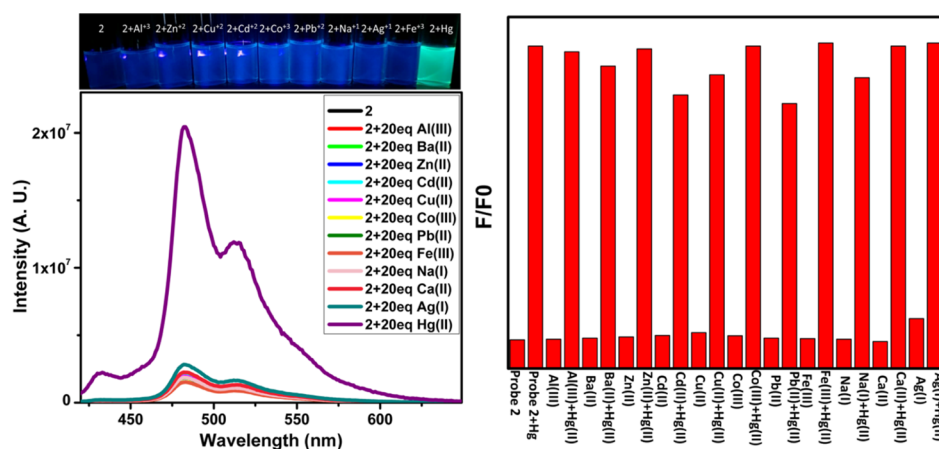 2 2+Al⁺³ 2+Zn⁺² 2+Cu⁺² 2+Cd⁺² 2+Co⁺³ 2+Pb⁺² 2+Na⁺¹ 2+Ag⁺¹ 2+Fe⁺³ 2+Hg
2
2+20eq Al(III)
2+20eq Ba(II)
2+20eq Zn(II)
2+20eq Cd(II)
2+20eq Cu(II)
2+20eq Co(III)
2+20eq Pb(II)
2+20eq Fe(III)
2+20eq Na(I)
2+20eq Ca(II)
2+20eq Ag(I)
2+20eq Hg(II)
Intensity (A. U.)
2x10⁷
1x10⁷
0
450 500 550 600
Wavelength (nm)
F/F0
Probe 2
Probe 2+Hg
Al(III)
Al(III)+Hg(II)
Ba(II)
Ba(II)+Hg(II)
Zn(II)
Zn(II)+Hg(II)
Cd(II)
Cd(II)+Hg(II)
Cu(II)
Cu(II)+Hg(II)
Co(III)
Co(III)+Hg(II)
Pb(II)
Pb(II)+Hg(II)
Fe(III)
Fe(III)+Hg(II)
Na(I)
Na(I)+Hg(II)
Ca(II)
Ca(II)+Hg(II)
Ag(I)